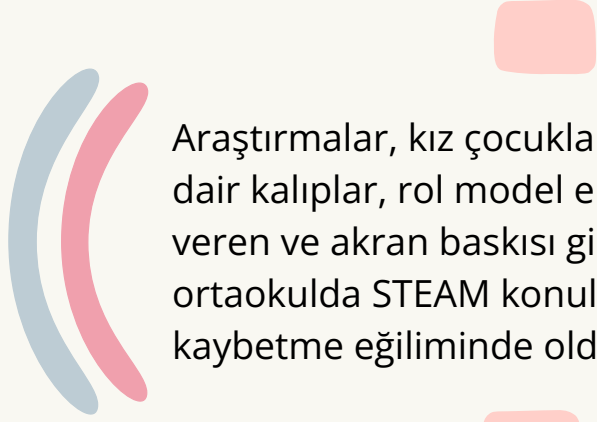 Araştırmalar, kız çocukla
dair kalıplar, rol model e
veren ve akran baskısı gi
ortaokulda STEAM konul
kaybetme eğiliminde old